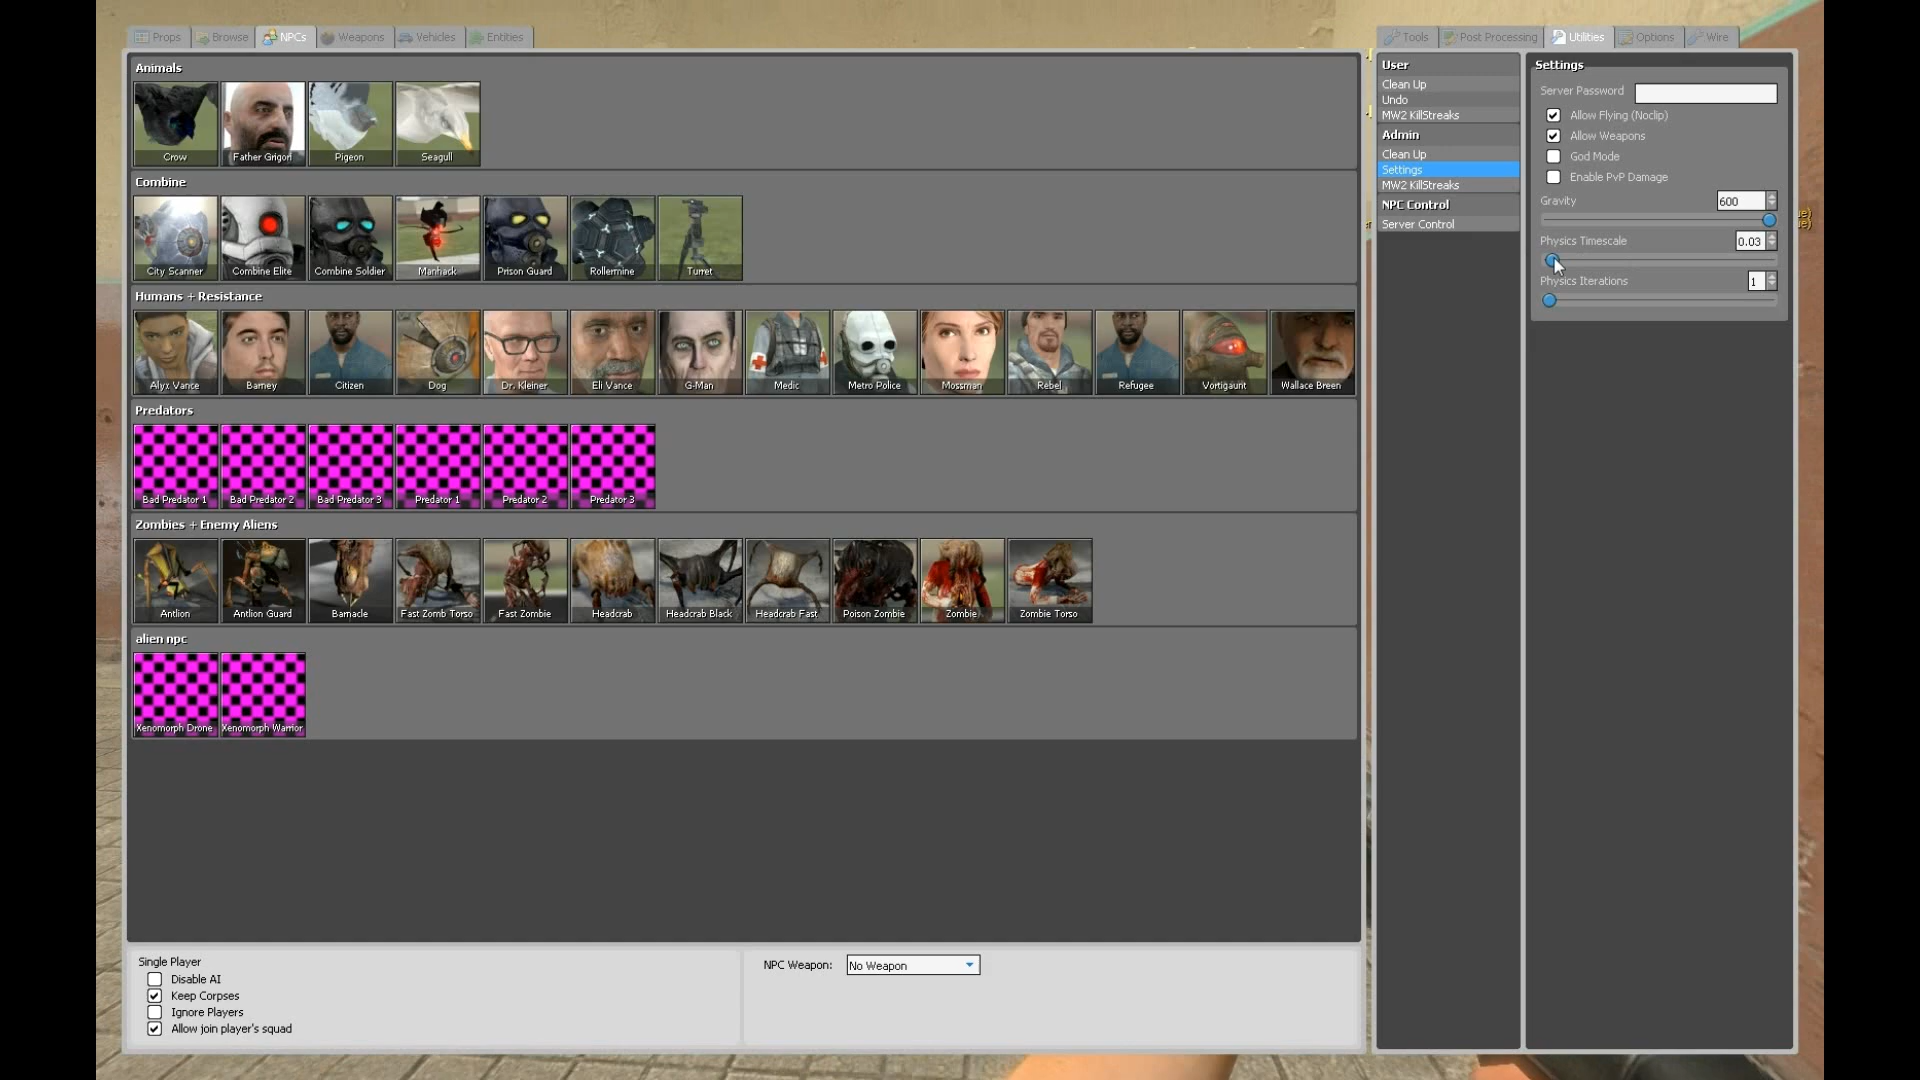 Props Browse NPCs Weapons Vehicles Entities
Animals
Crow Father Grigori Pigeon Seagull
Combine
City Scanner Combine Elite Combine Soldier Manhack Prison Guard Rollermine Turret
Humans + Resistance
Alyx Vance Barney Citizen Dog Dr. Kleiner Eli Vance G-Man Medic Metro Police Mossman Rebel Refugee Vortigaunt Wallace Breen
Predators
Bad Predator 1 Bad Predator 2 Bad Predator 3 Predator 1 Predator 2 Predator 3
Zombies + Enemy Aliens
Antlion Antlion Guard Barnacle Fast Zomb Torso Fast Zombie Headcrab Headcrab Black Headcrab Fast Poison Zombie Zombie Zombie Torso
alien npc
Xenomorph Drone Xenomorph Warrior
Single Player
Disable AI
Keep Corpses
Ignore Players
Allow join player's squad
NPC Weapon: No Weapon
Tools Post Processing Utilities Options Wire
User
Clean Up
Undo
MW2 KillStreaks
Admin
Clean Up
Settings
MW2 KillStreaks
NPC Control
Server Control
Settings
Server Password
Allow Flying (Noclip)
Allow Weapons
God Mode
Enable PvP Damage
Gravity 600
Physics Timescale 0.03
Physics Iterations 1